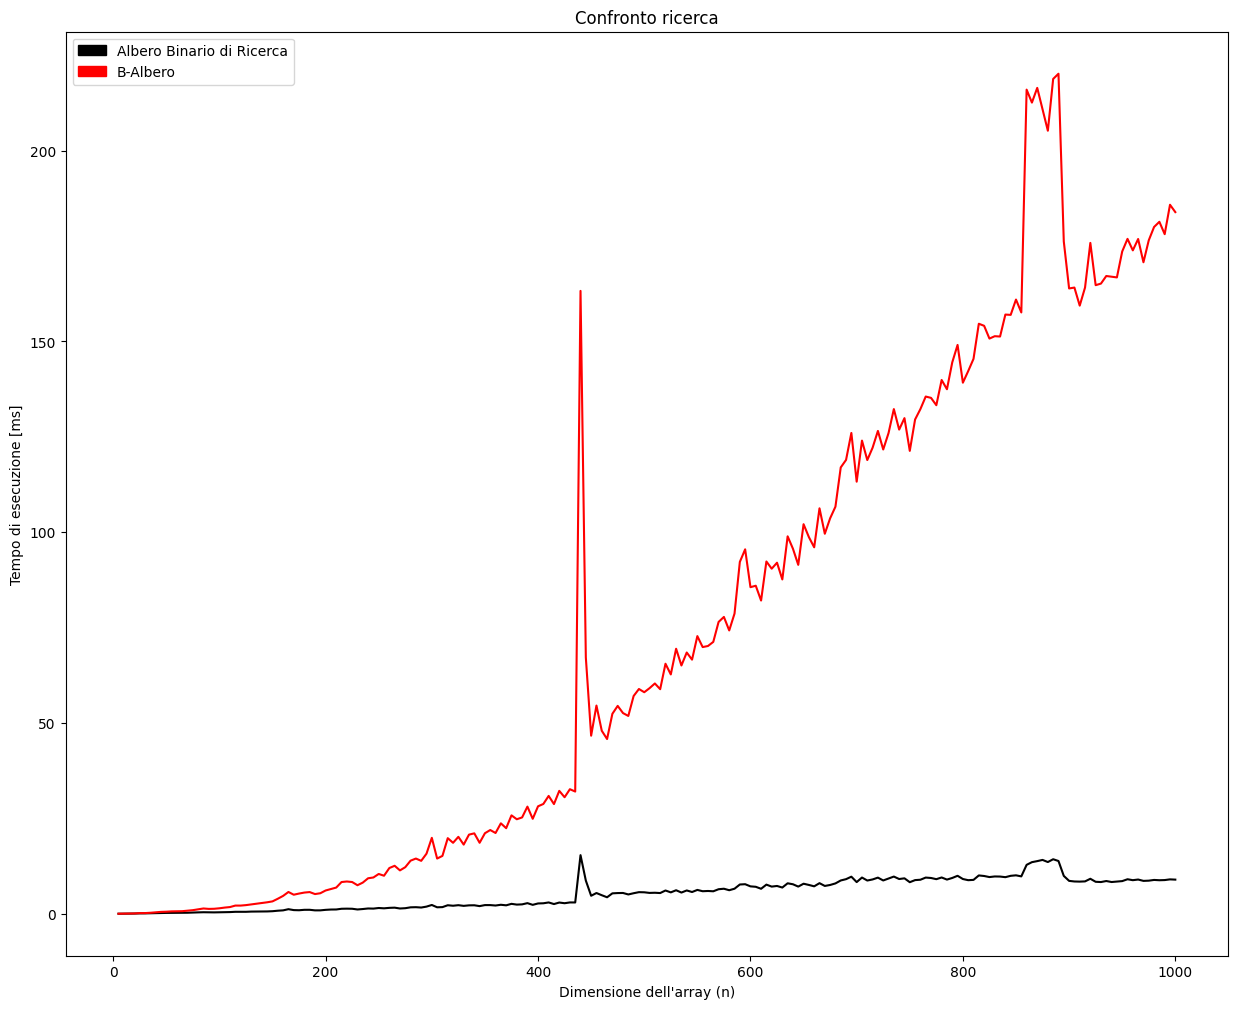 Confronto ricerca
Albero Binario di Ricerca
B-Albero
Tempo di esecuzione [ms]
200
150
100
50
0
0 200 400 600 800 1000
Dimensione dell'array (n)